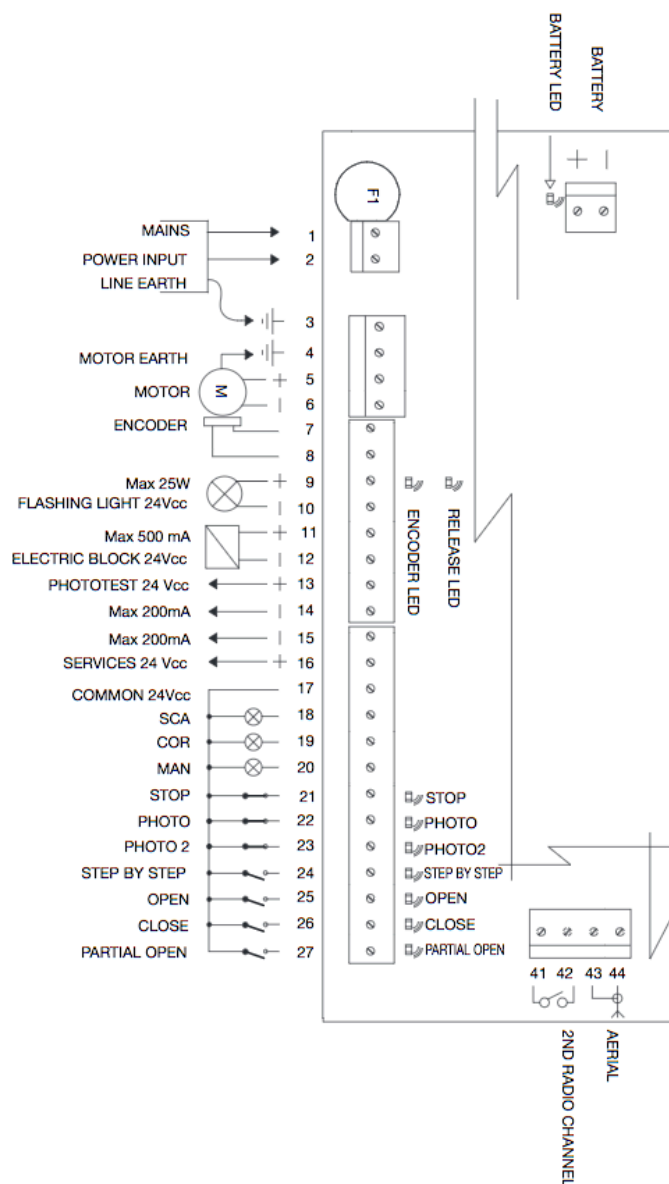 BATTERY LED
BATTERY
+ −
F1
MAINS 1
POWER INPUT 2
LINE EARTH
3
MOTOR EARTH 4
MOTOR M + 5
− 6
ENCODER 7
8
Max 25W + 9
FLASHING LIGHT 24Vcc − 10
Max 500 mA + 11
ELECTRIC BLOCK 24Vcc − 12
PHOTOTEST 24 Vcc + 13
Max 200mA − 14
Max 200mA − 15
SERVICES 24 Vcc + 16
COMMON 24Vcc 17
SCA 18
COR 19
MAN 20
STOP 21
PHOTO 22
PHOTO 2 23
STEP BY STEP 24
OPEN 25
CLOSE 26
PARTIAL OPEN 27
ENCODER LED
RELEASE LED
STOP
PHOTO
PHOTO2
STEP BY STEP
OPEN
CLOSE
PARTIAL OPEN
41 42 43 44
2ND RADIO CHANNEL
AERIAL